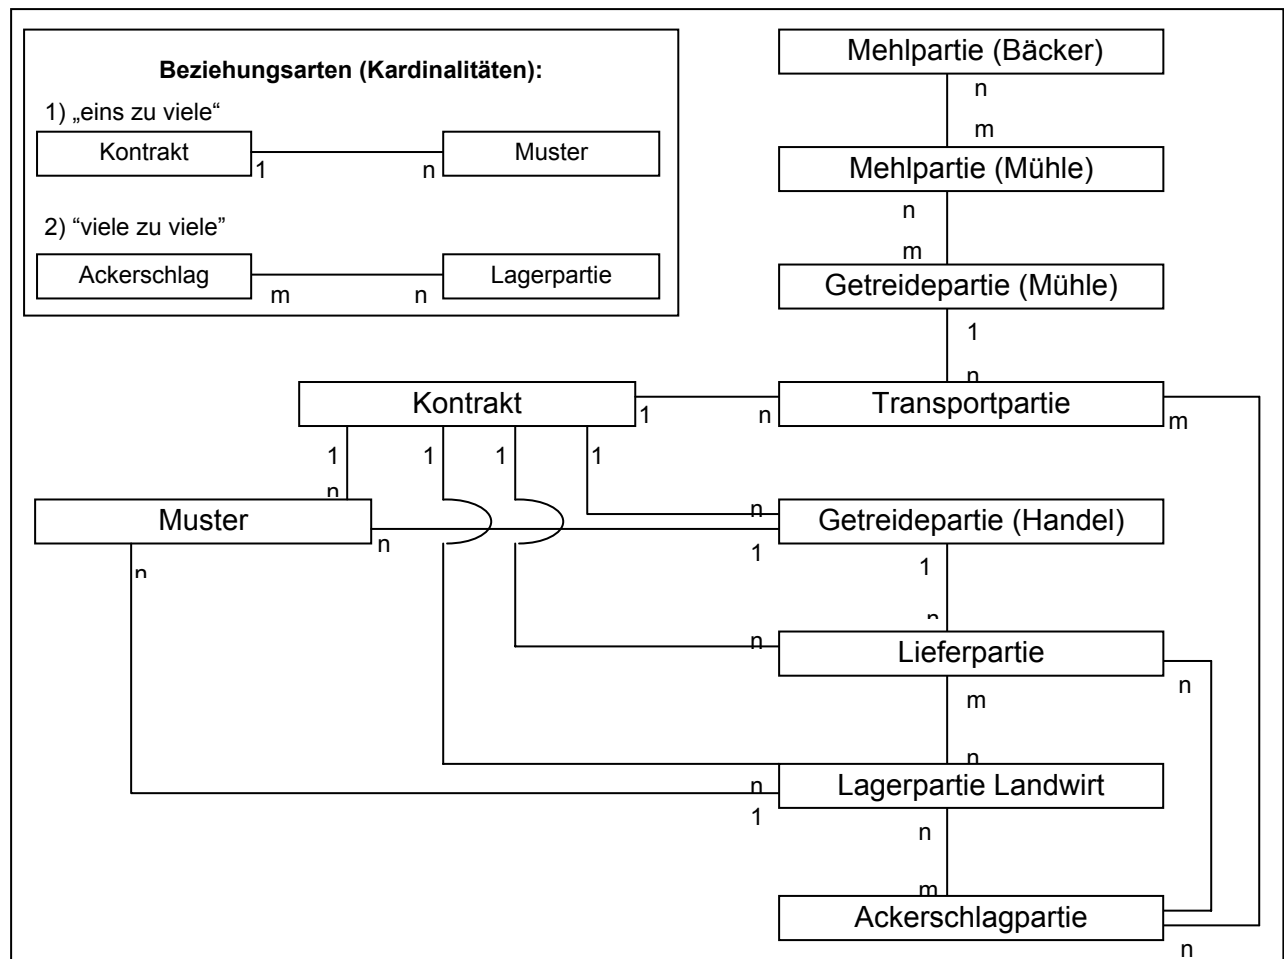 Beziehungsarten (Kardinalitäten):
1) „eins zu viele“
Kontrakt
1
n
Muster
2) “viele zu viele”
Ackerschlag
m
n
Lagerpartie
Mehlpartie (Bäcker)
n
m
Mehlpartie (Mühle)
n
m
Getreidepartie (Mühle)
1
n
Kontrakt
1
n
Transportpartie
m
1
1
1
1
n
Muster
n
n
1
Getreidepartie (Handel)
n
1
n
n
Lieferpartie
n
m
n
n
1
Lagerpartie Landwirt
n
m
Ackerschlagpartie
n